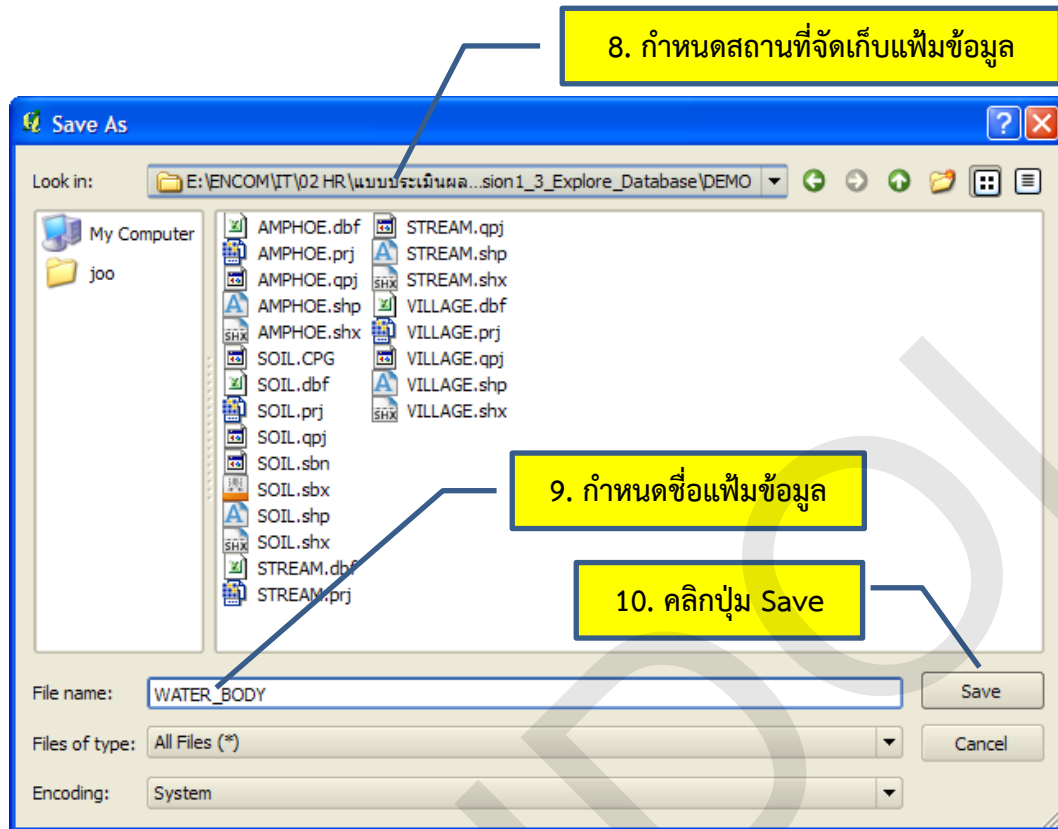 8. กำหนดสถานที่จัดเก็บแฟ้มข้อมูล
Save As
Look in:
E:\ENCOM\IT\02 HR\แบบประเมินผล...sion1_3_Explore_Database\DEMO
My Computer
joo
AMPHOE.dbf
AMPHOE.prj
AMPHOE.qpj
AMPHOE.shp
AMPHOE.shx
SOIL.CPG
SOIL.dbf
SOIL.prj
SOIL.qpj
SOIL.sbn
SOIL.sbx
SOIL.shp
SOIL.shx
STREAM.dbf
STREAM.prj
STREAM.qpj
STREAM.shp
STREAM.shx
VILLAGE.dbf
VILLAGE.prj
VILLAGE.qpj
VILLAGE.shp
VILLAGE.shx
9. กำหนดชื่อแฟ้มข้อมูล
10. คลิกปุ่ม Save
File name:
WATER_BODY
Save
Files of type:
All Files (*)
Cancel
Encoding:
System